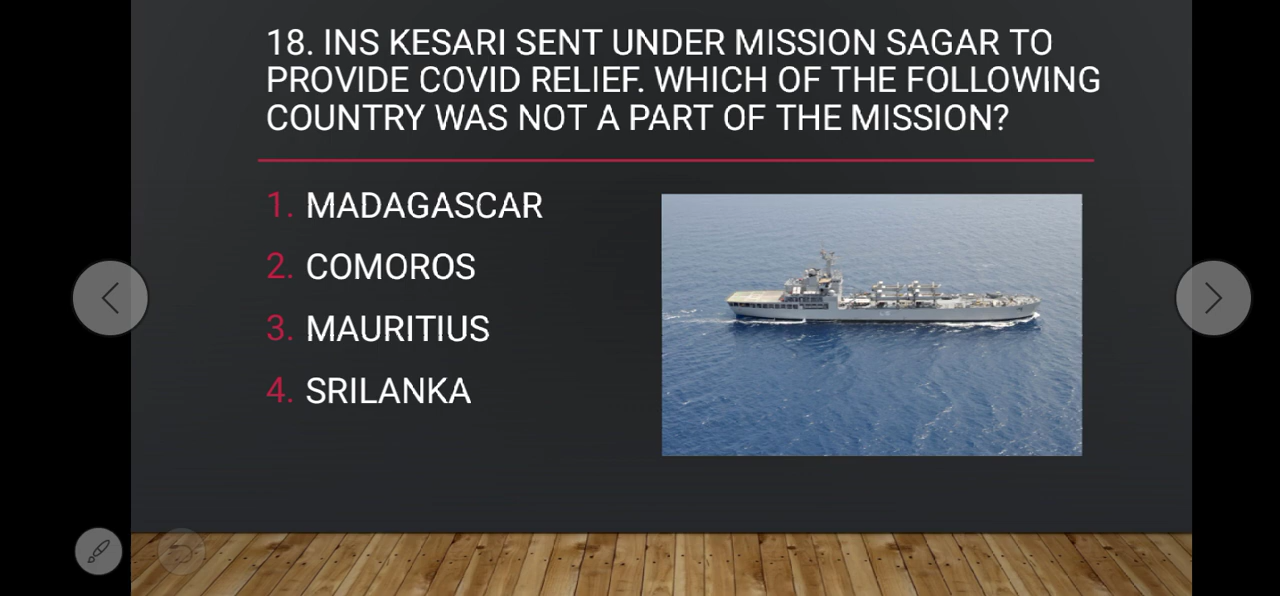 18. INS KESARI SENT UNDER MISSION SAGAR TO
PROVIDE COVID RELIEF. WHICH OF THE FOLLOWING
COUNTRY WAS NOT A PART OF THE MISSION?
1. MADAGASCAR
2. COMOROS
3. MAURITIUS
4. SRILANKA